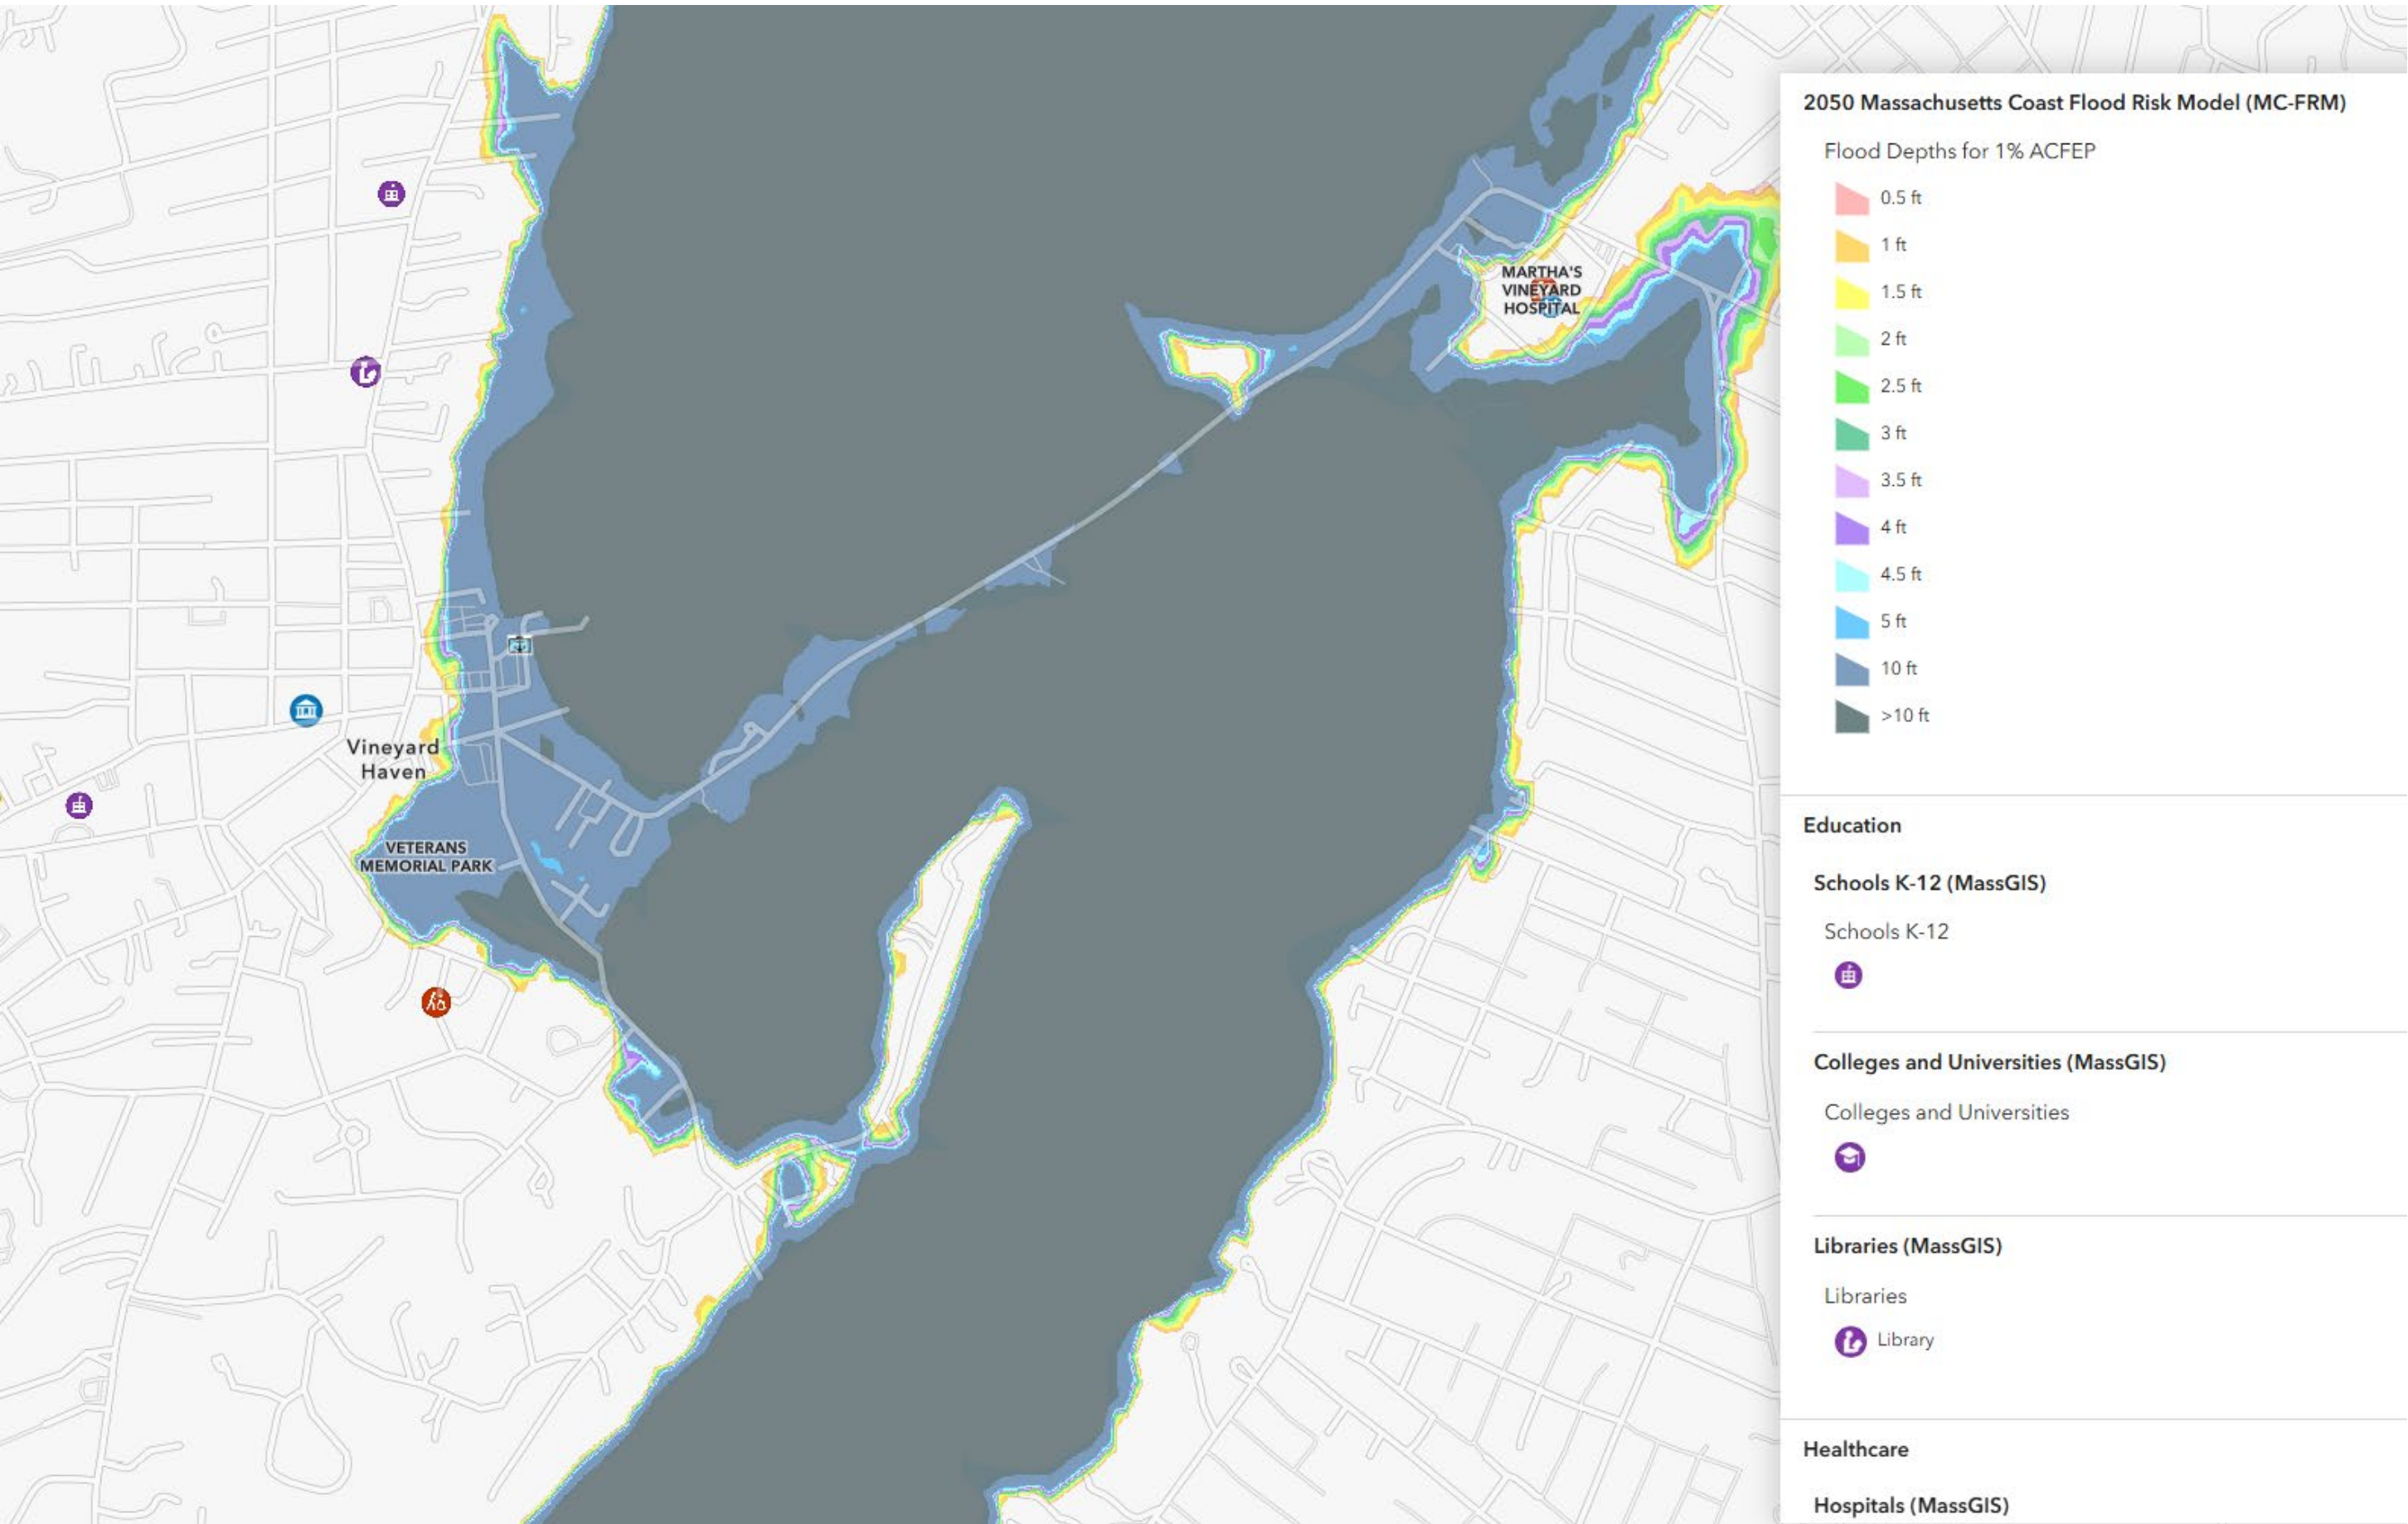 MARTHA'S
VINEYARD
HOSPITAL
Vineyard
Haven
VETERANS
MEMORIAL PARK
2050 Massachusetts Coast Flood Risk Model (MC-FRM)
Flood Depths for 1% ACFEP
0.5 ft
1 ft
1.5 ft
2 ft
2.5 ft
3 ft
3.5 ft
4 ft
4.5 ft
5 ft
10 ft
>10 ft
Education
Schools K-12 (MassGIS)
Schools K-12
Colleges and Universities (MassGIS)
Colleges and Universities
Libraries (MassGIS)
Libraries
Library
Healthcare
Hospitals (MassGIS)